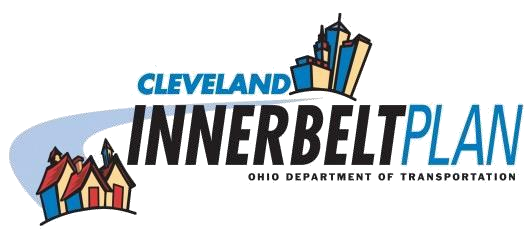 CLEVELAND
INNERBELTPLAN
OHIO DEPARTMENT OF TRANSPORTATION